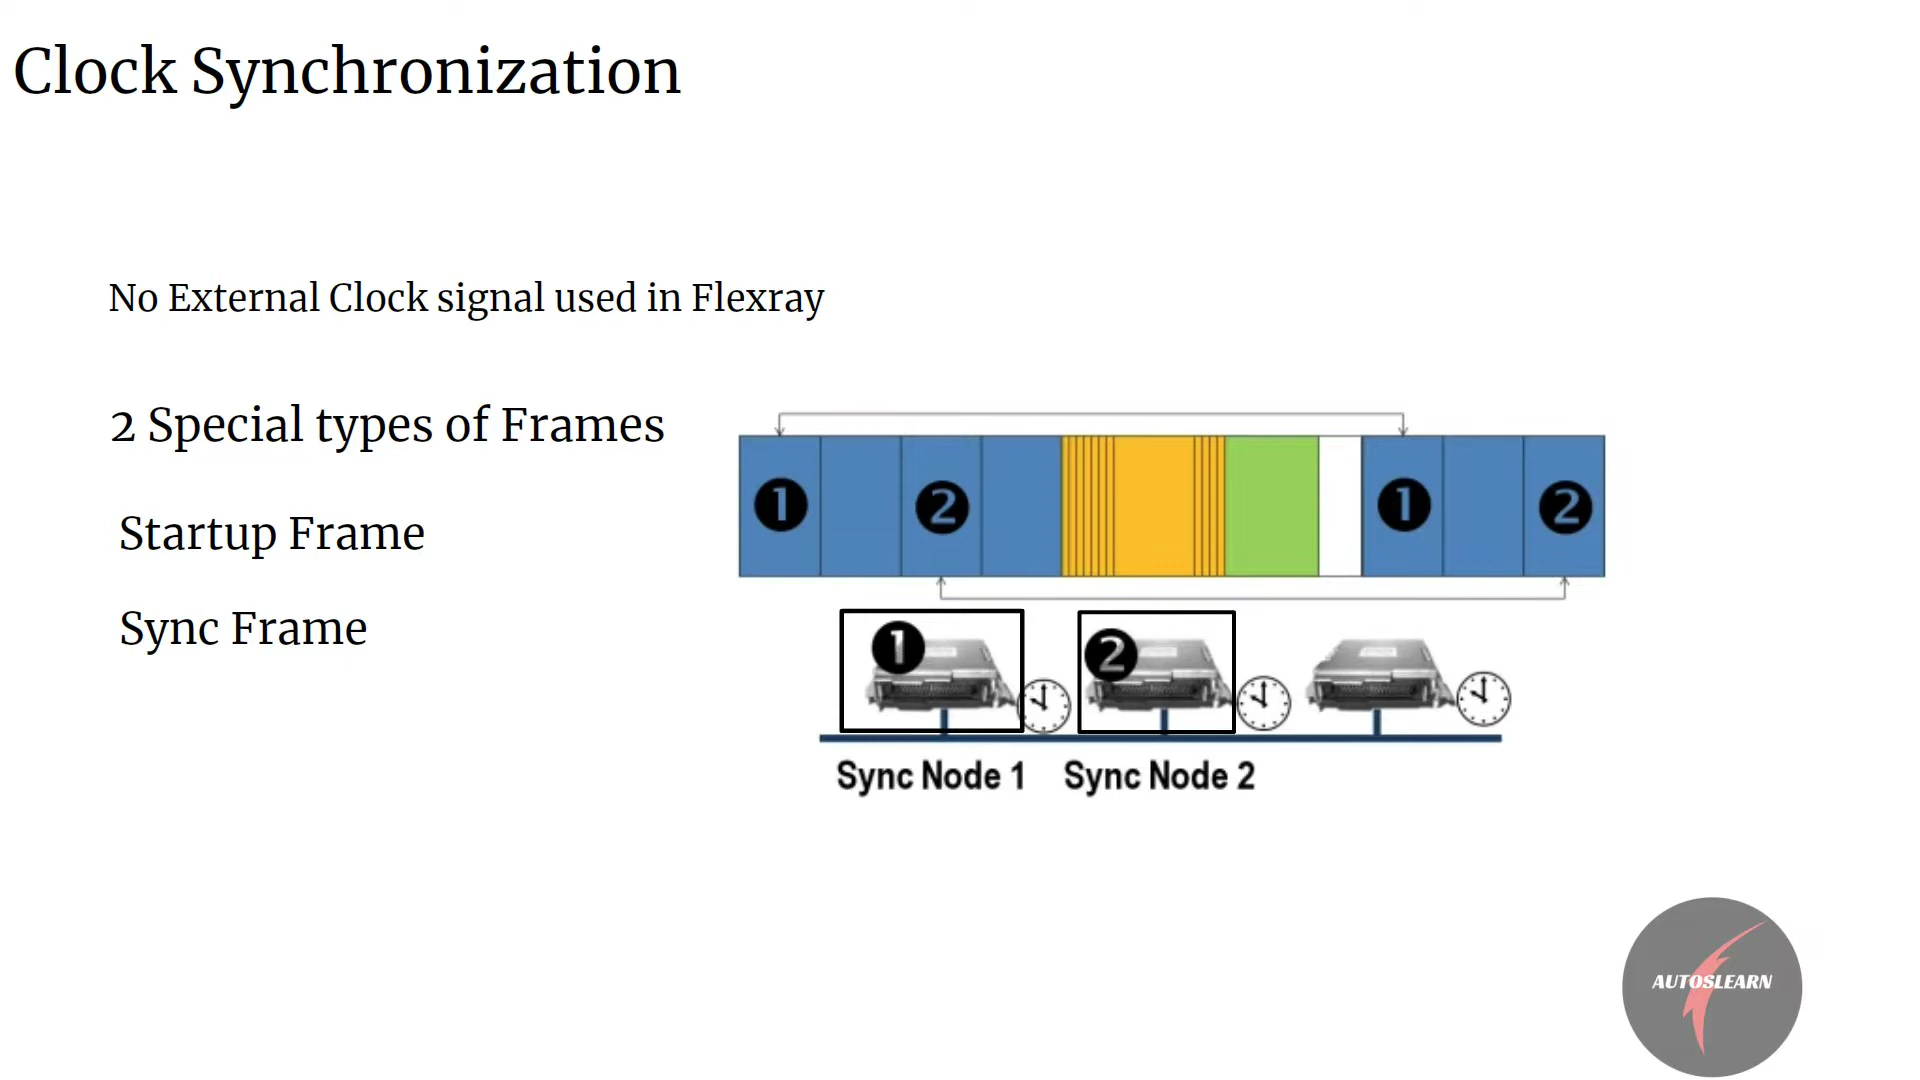 Clock Synchronization
No External Clock signal used in Flexray
2 Special types of Frames
Startup Frame
Sync Frame
1 2 1 2
1 2
Sync Node 1 Sync Node 2
AUTOSLEARN